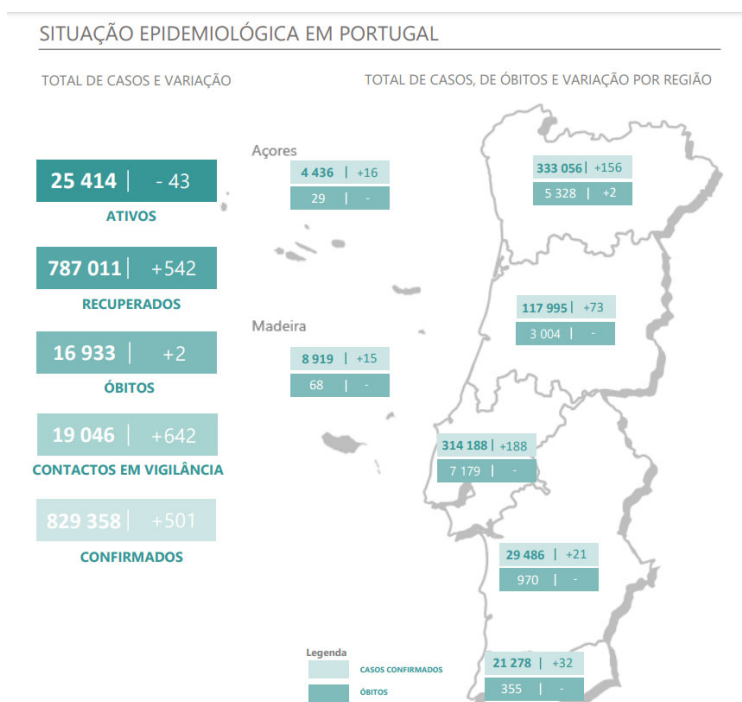 SITUAÇÃO EPIDEMIOLÓGICA EM PORTUGAL
TOTAL DE CASOS E VARIAÇÃO
TOTAL DE CASOS, DE ÓBITOS E VARIAÇÃO POR REGIÃO
25 414 | - 43
ATIVOS
787 011 | +542
RECUPERADOS
16 933 | +2
ÓBITOS
19 046 | +642
CONTACTOS EM VIGILÂNCIA
829 358 | +501
CONFIRMADOS
Açores
4 436 | +16
29 | -
Madeira
8 919 | +15
68 | -
333 056 | +156
5 328 | +2
117 995 | +73
3 004 | -
314 188 | +188
7 179 | -
29 486 | +21
970 | -
21 278 | +32
355 | -
Legenda
CASOS CONFIRMADOS
ÓBITOS